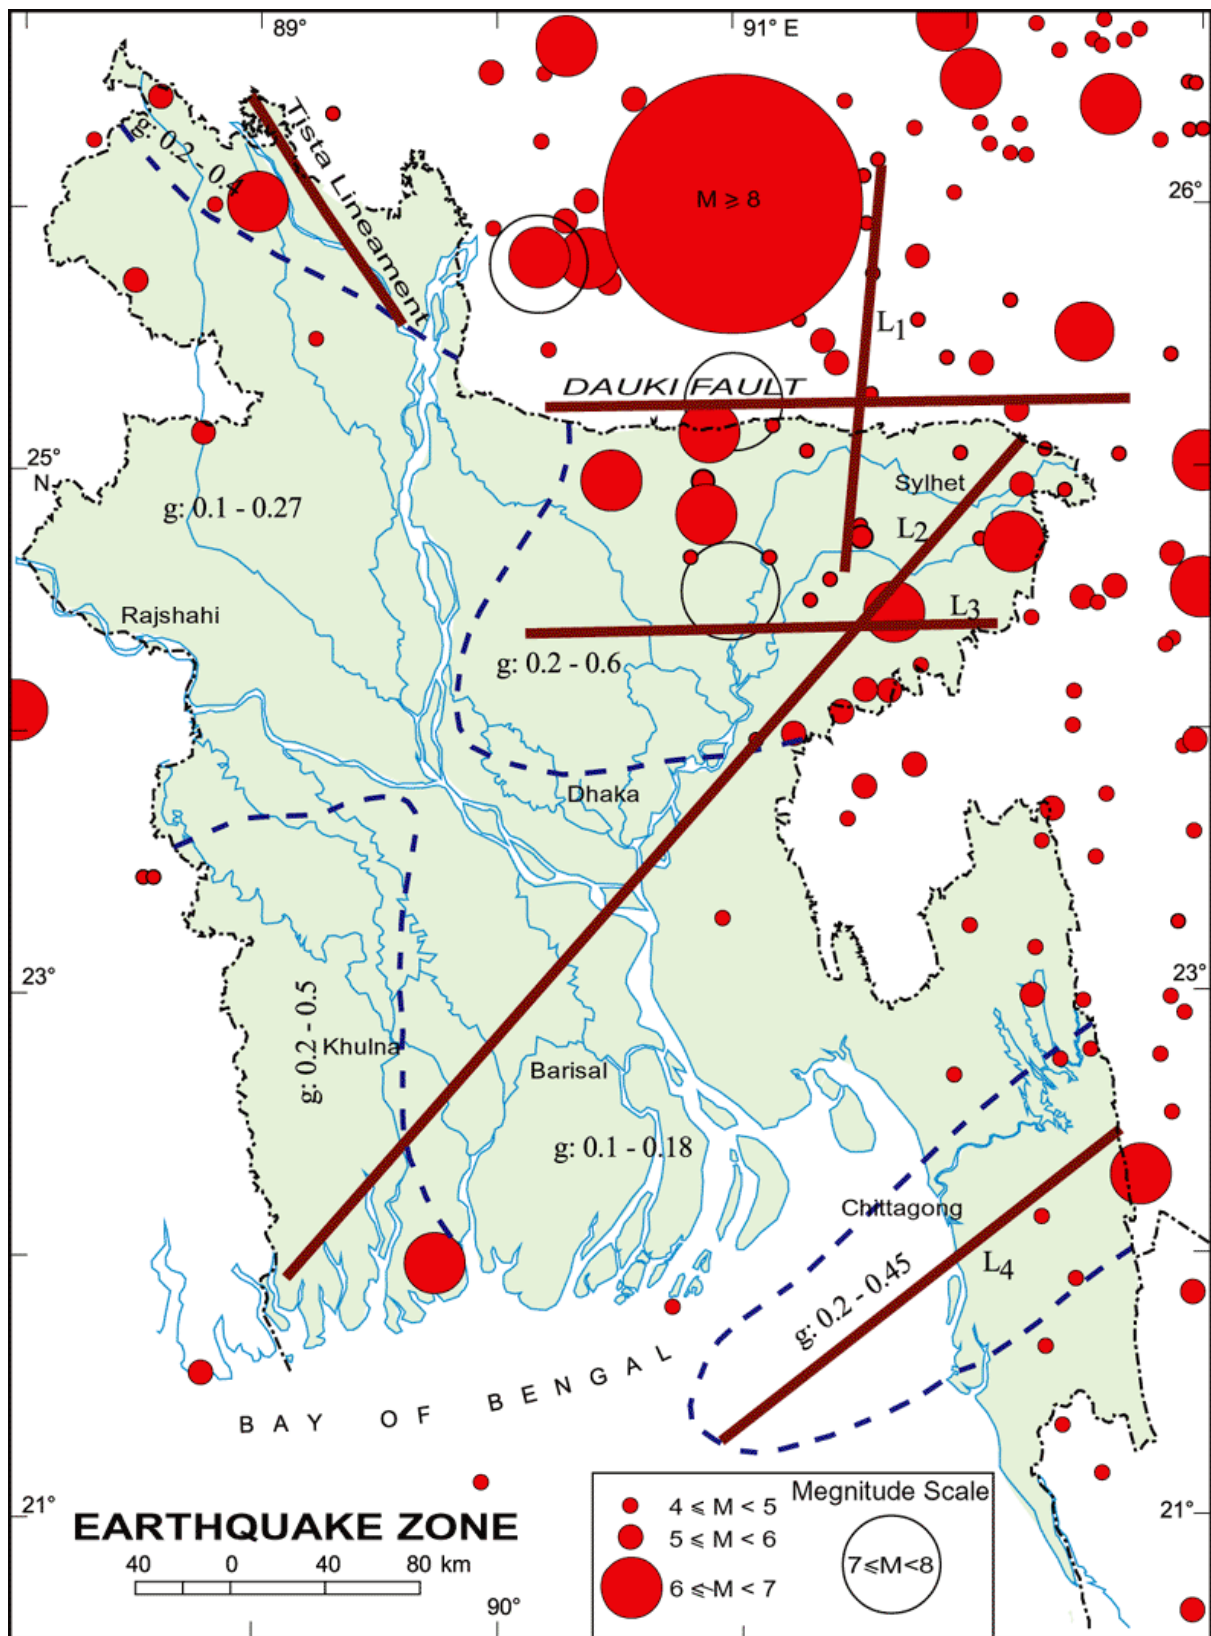 89°
91° E
Tista Lineament
g: 0.2 - 0.4
M ⩾ 8
26°
26°
L1
DAUKI FAULT
25°
N
Sylhet
25°
g: 0.1 - 0.27
L2
Rajshahi
L3
g: 0.2 - 0.6
Dhaka
23°
23°
g: 0.2 - 0.5
Khulna
Barisal
g: 0.1 - 0.18
Chittagong
L4
g: 0.2 - 0.45
BAY OF BENGAL
21°
21°
EARTHQUAKE ZONE
40 0 40 80 km
90°
Megnitude Scale
4 ⩽ M < 5
5 ⩽ M < 6
6 ⩽ M < 7
7⩽M<8